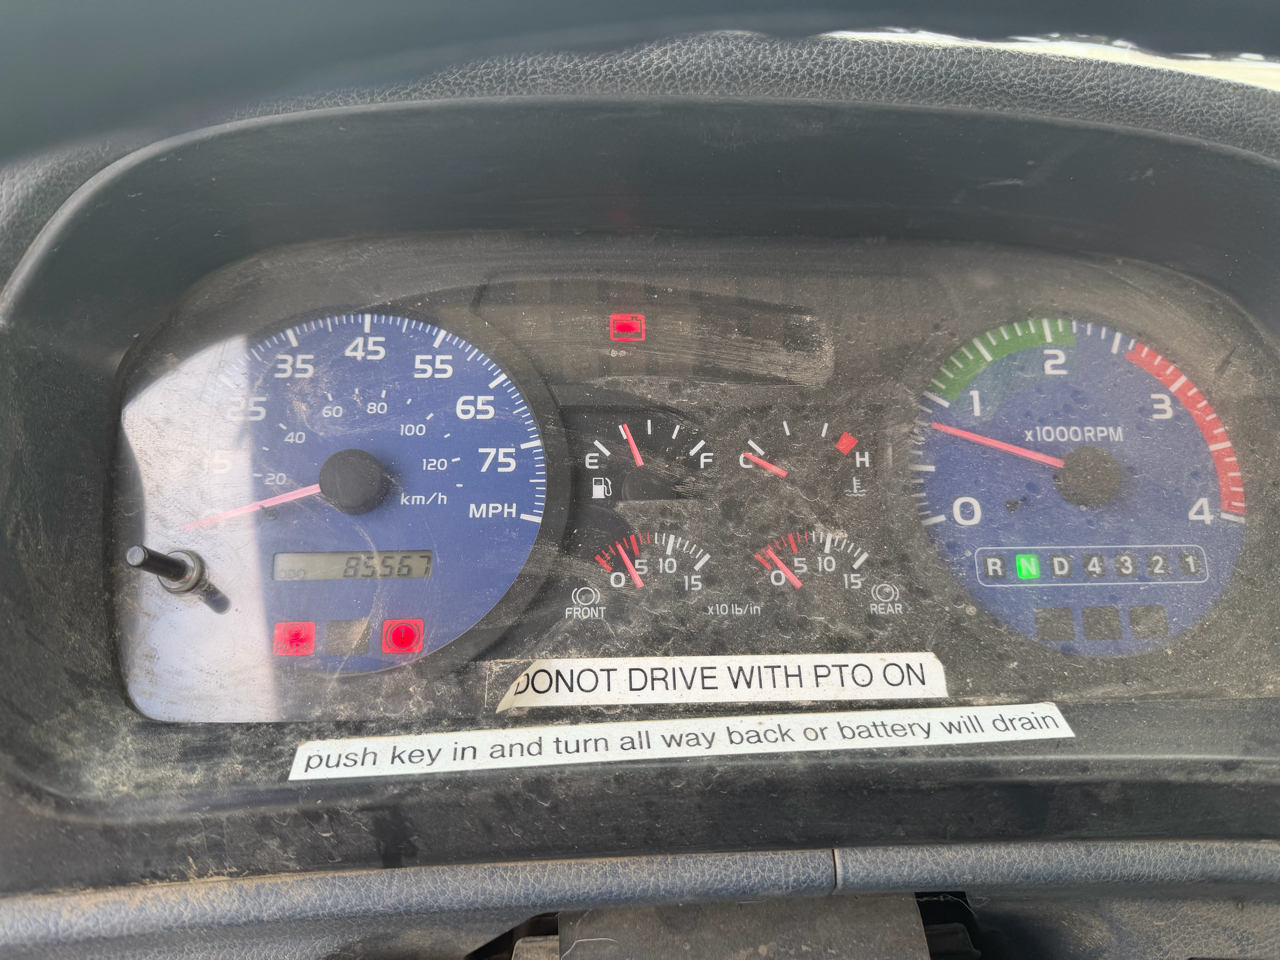 35 45 55
25 65
60 80
40 100
15 20 120 75
km/h
MPH
ODO 85567
E F
C H
0 5 10 15
0 5 10 15
FRONT x10 lb/in REAR
1 2 3
x1000RPM
0 4
R N D 4 3 2 1
DONOT DRIVE WITH PTO ON
push key in and turn all way back or battery will drain